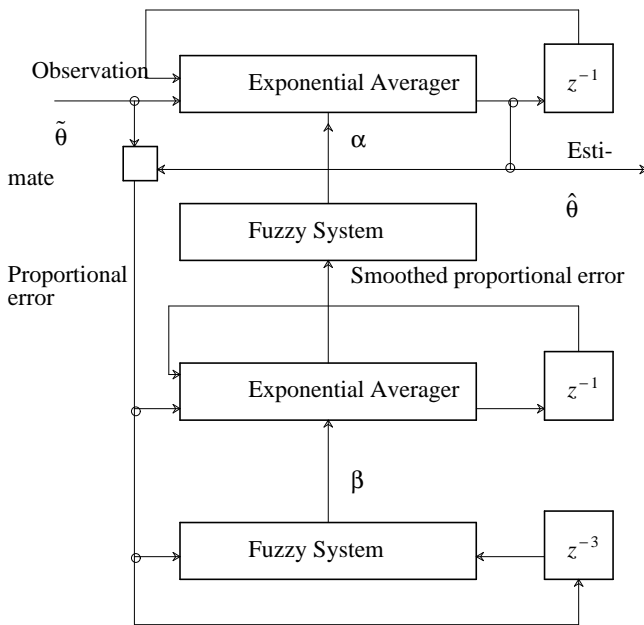 Observation
Exponential Averager
z⁻¹
θ̃
α
Esti-
mate
θ̂
Fuzzy System
Proportional
error
Smoothed proportional error
Exponential Averager
z⁻¹
β
Fuzzy System
z⁻³